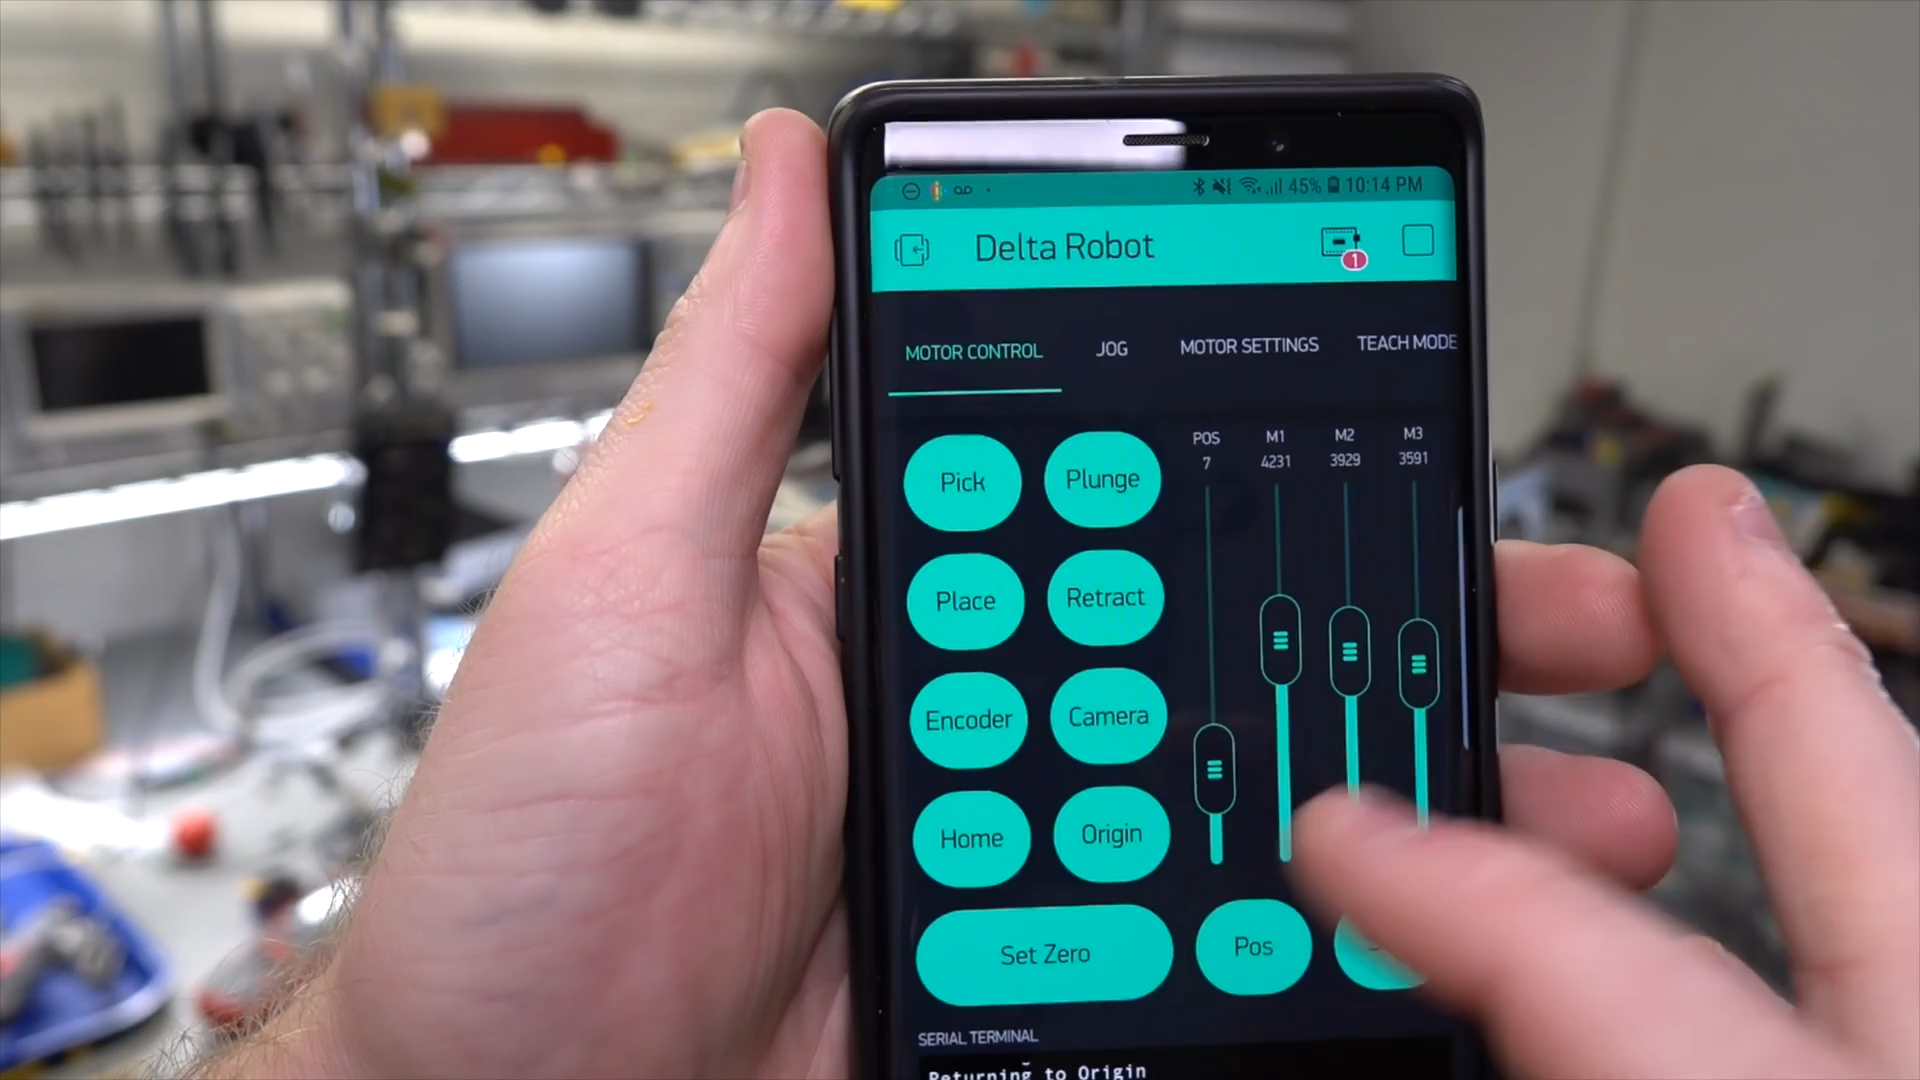 45% 10:14 PM
Delta Robot
1
MOTOR CONTROL JOG MOTOR SETTINGS TEACH MODE
POS M1 M2 M3
7 4231 3929 3591
Pick Plunge
Place Retract
Encoder Camera
Home Origin
Set Zero Pos
SERIAL TERMINAL
Returning to Origin